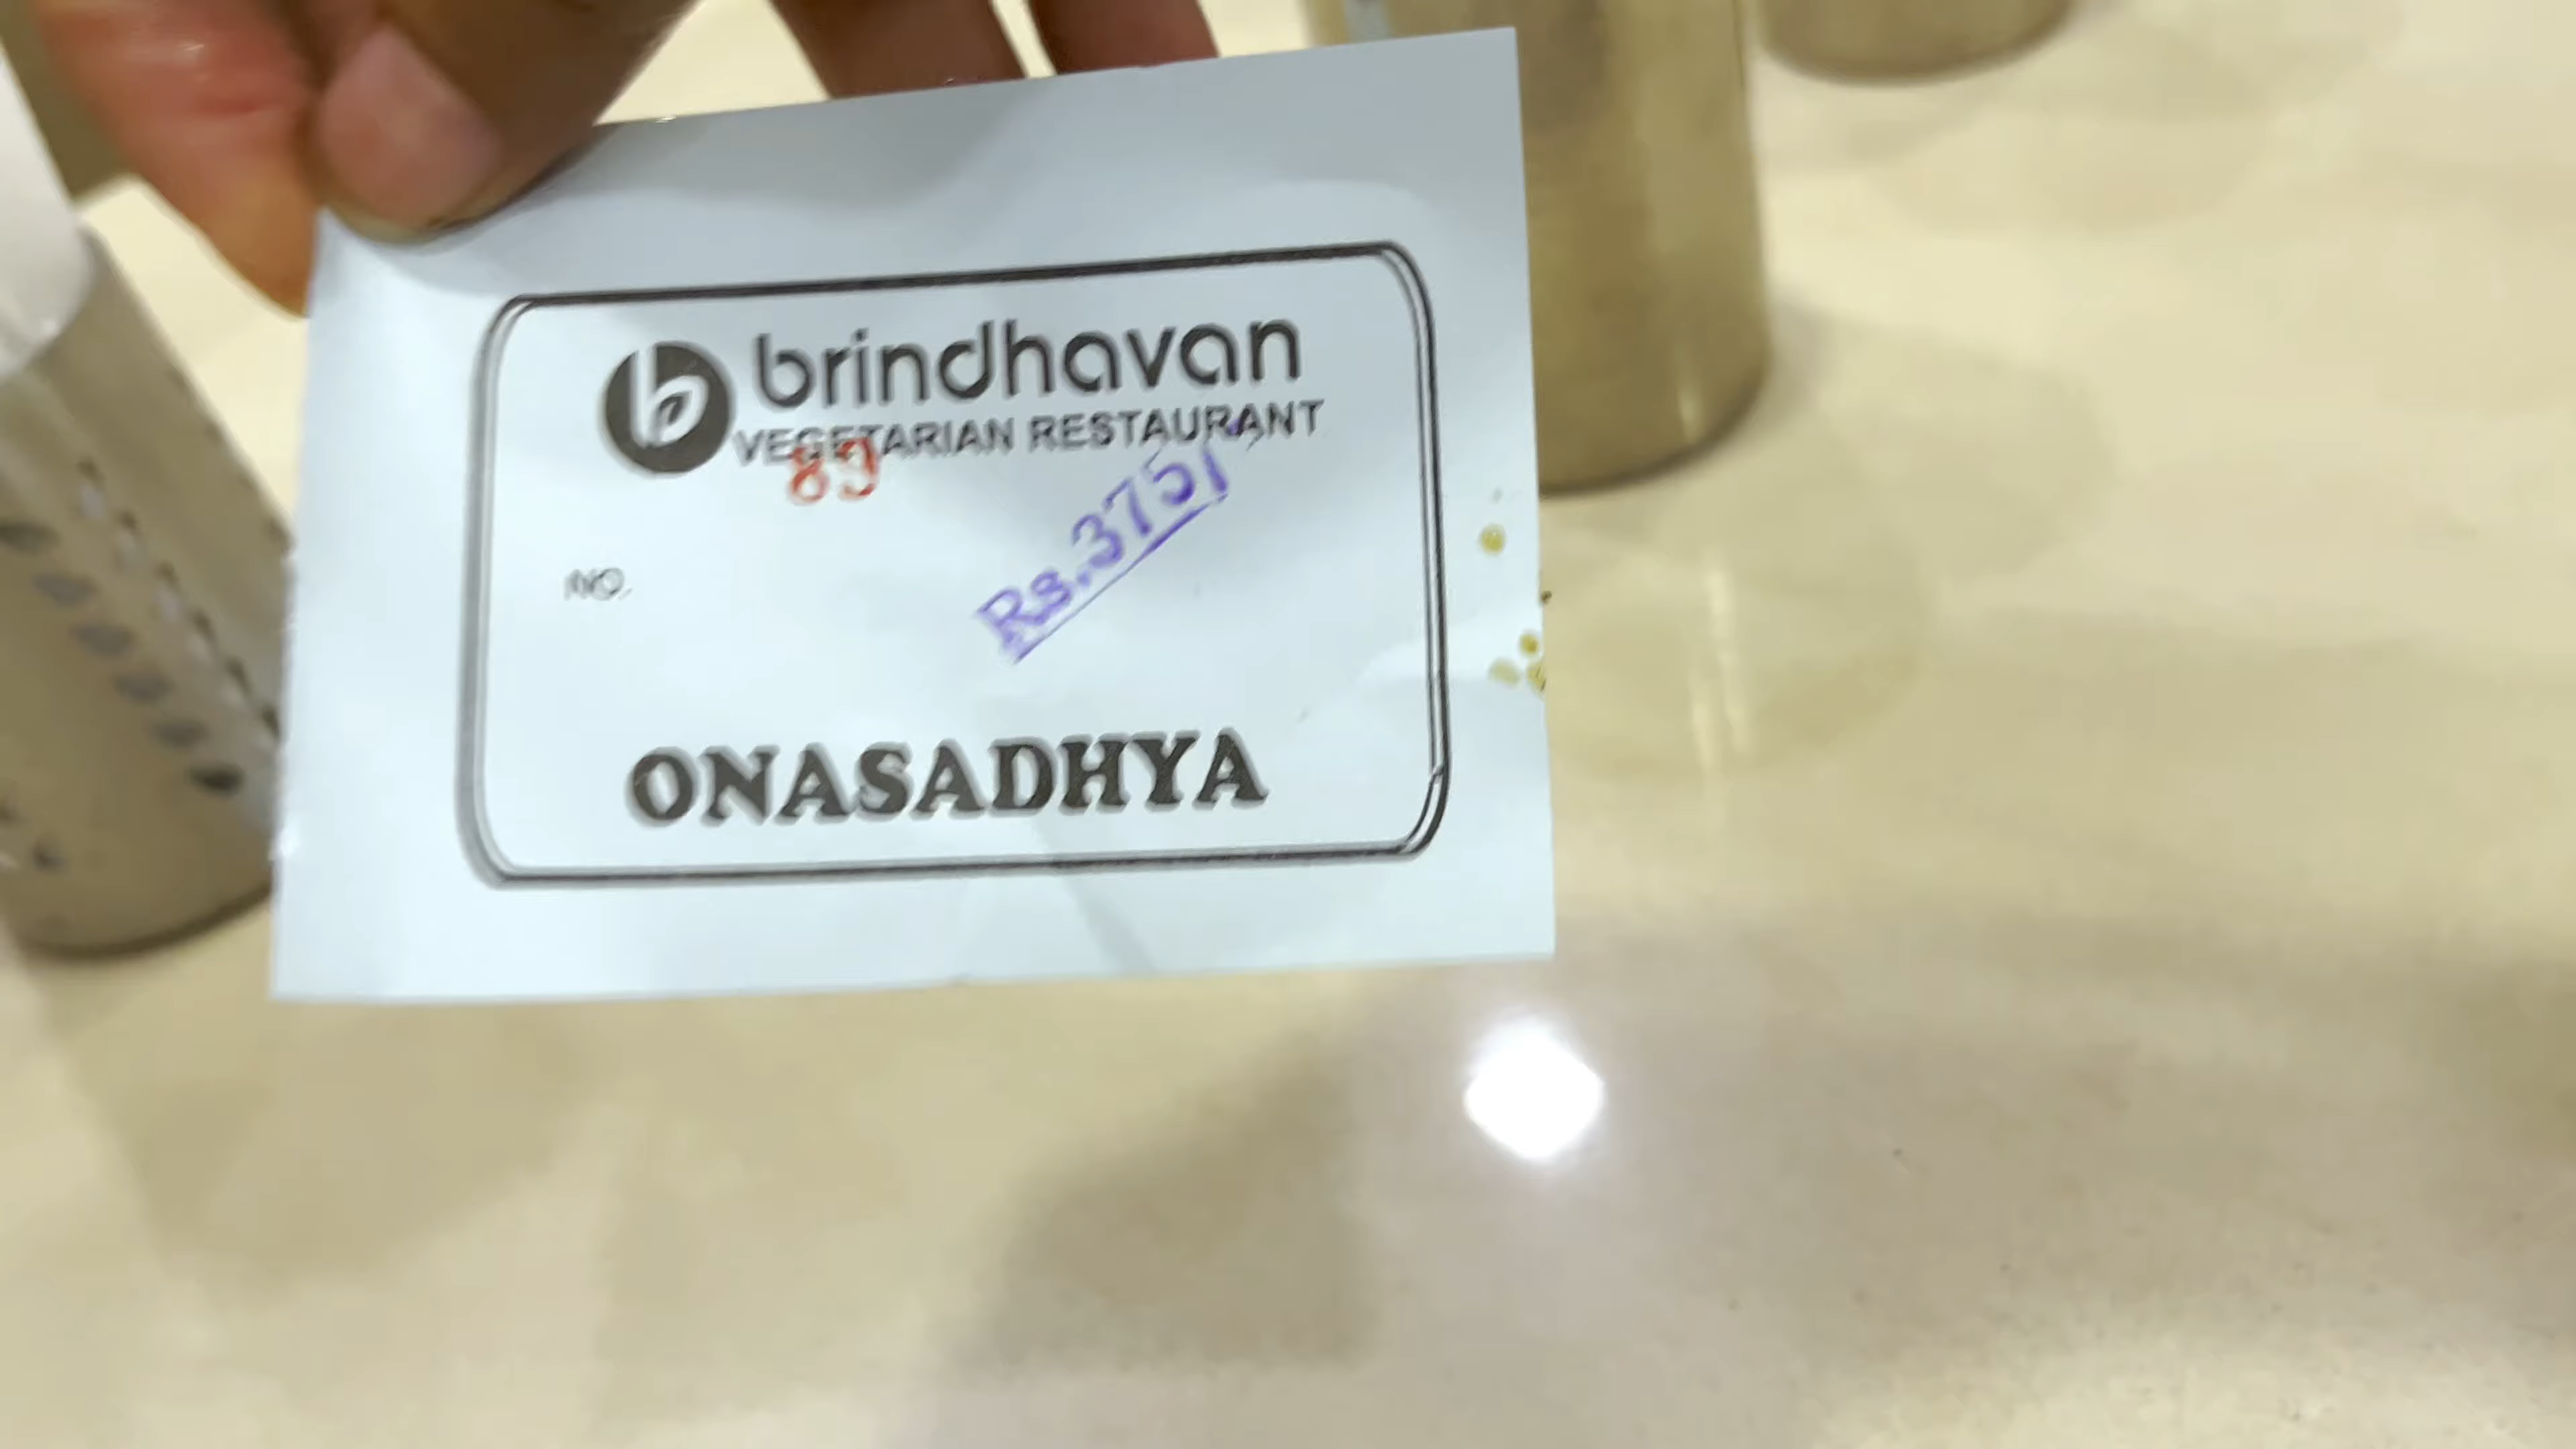 brindhavan
VEGETARIAN RESTAURANT
89
Rs.375/-
NO.
ONASADHYA